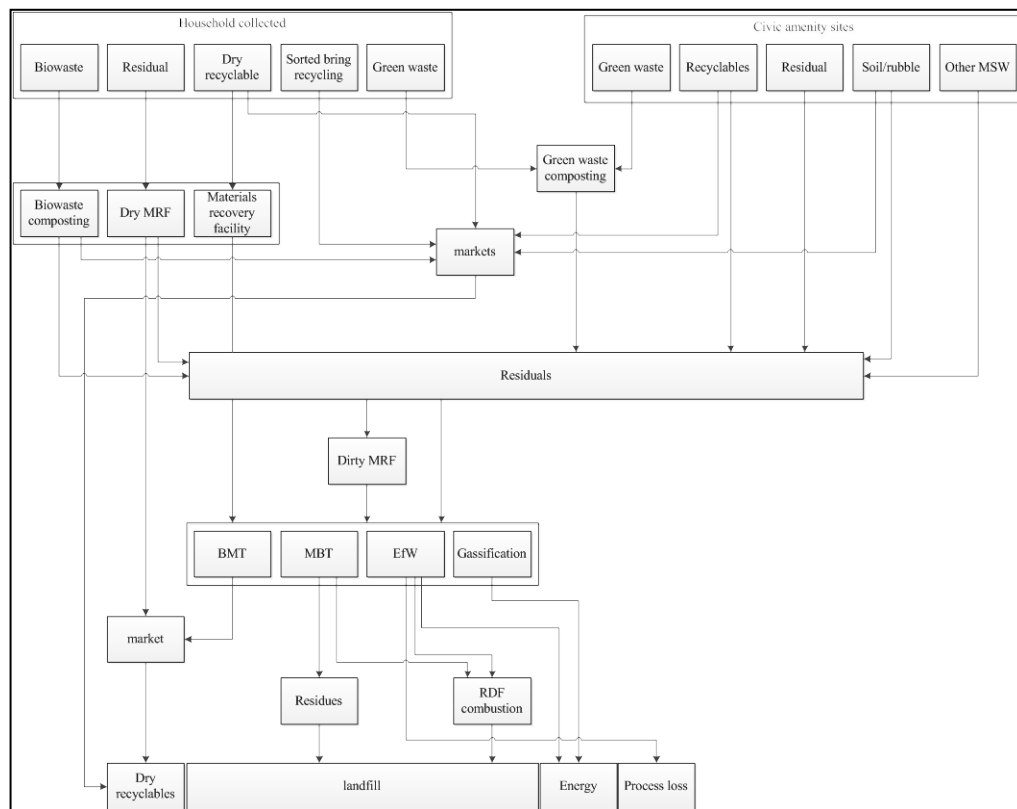 Household collected
Civic amenity sites
Biowaste
Residual
Dry
recyclable
Sorted bring
recycling
Green waste
Green waste
Recyclables
Residual
Soil/rubble
Other MSW
Green waste
composting
Biowaste
composting
Dry MRF
Materials
recovery
facility
markets
Residuals
Dirty MRF
BMT
MBT
EfW
Gassification
market
Residues
RDF
combustion
Dry
recyclables
landfill
Energy
Process loss